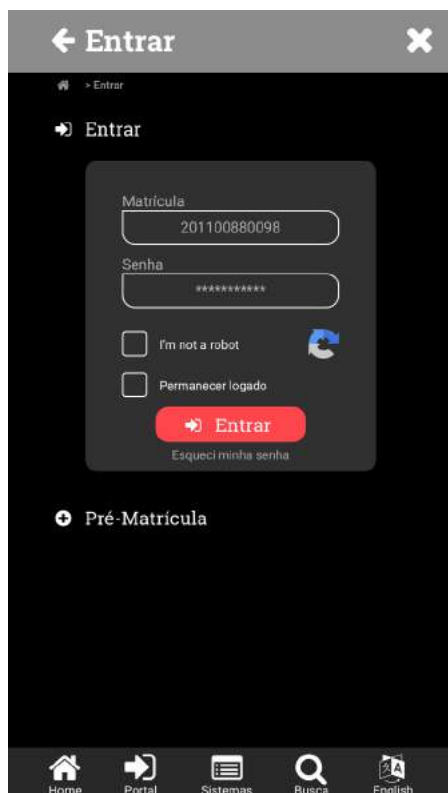 Entrar
> Entrar
Entrar
Matrícula
201100880098
Senha
***********
I'm not a robot
Permanecer logado
Entrar
Esqueci minha senha
Pré-Matrícula
Home Portal Sistemas Busca English